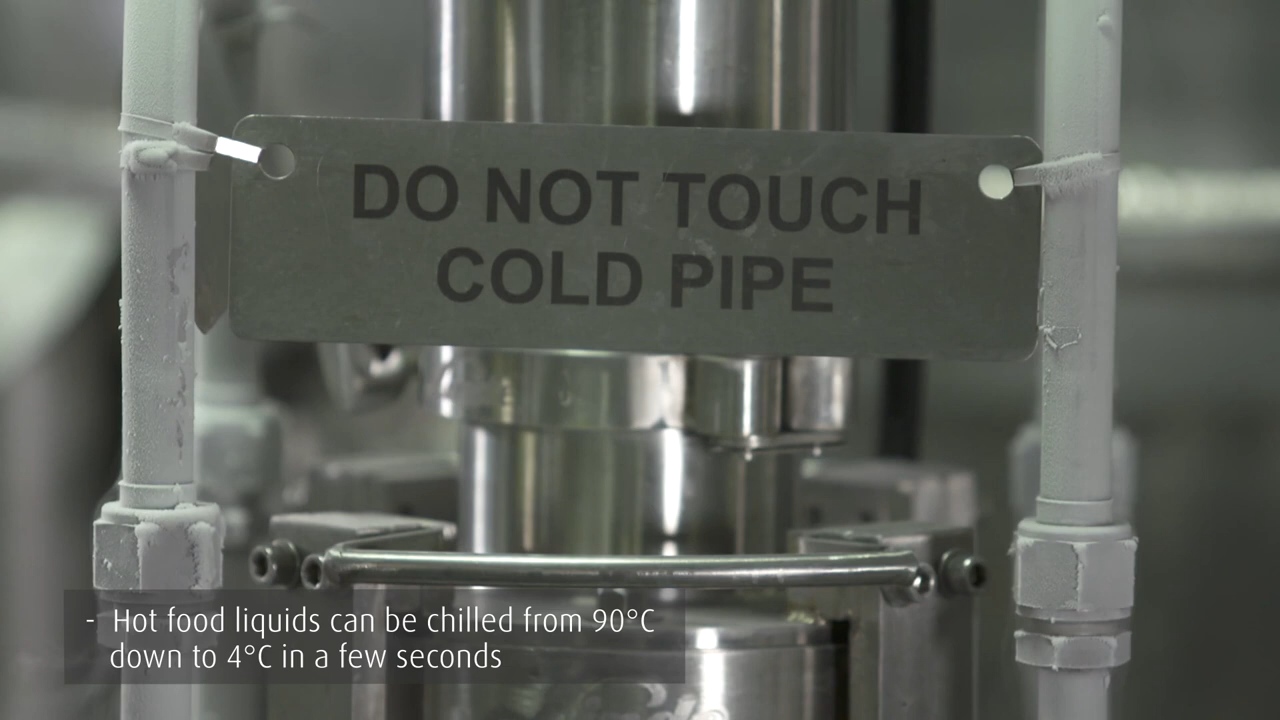 DO NOT TOUCH
COLD PIPE
- Hot food liquids can be chilled from 90°C
down to 4°C in a few seconds